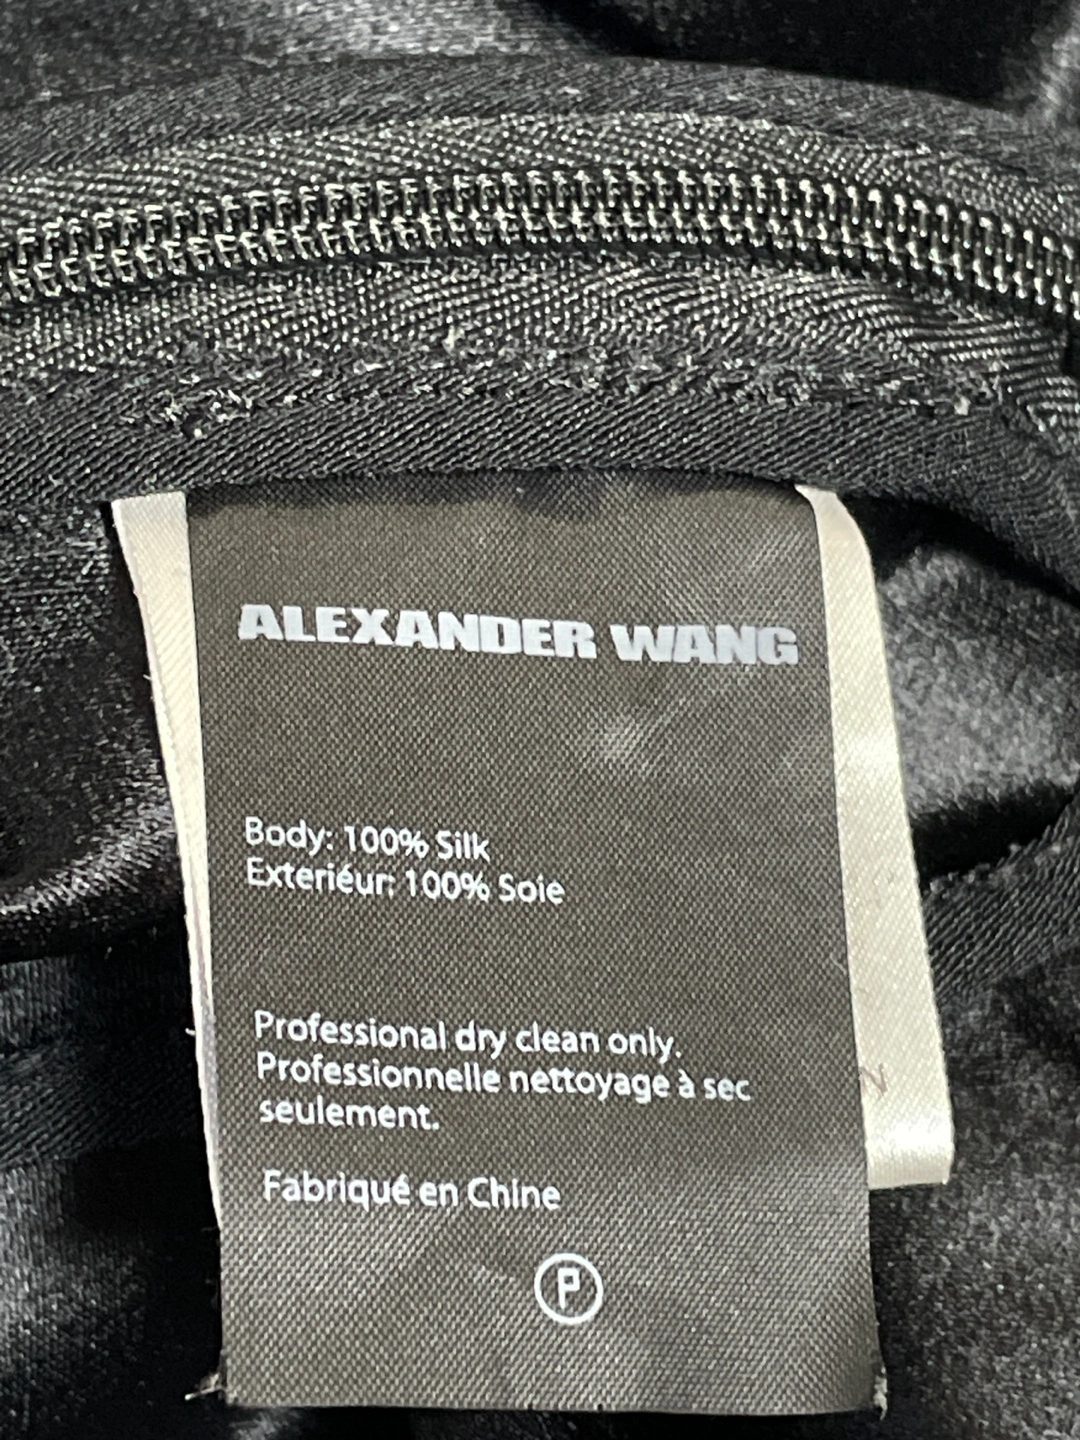 ALEXANDER WANG
Body: 100% Silk
Exteriéur: 100% Soie
Professional dry clean only.
Professionnelle nettoyage à sec
seulement.
Fabriqué en Chine
P